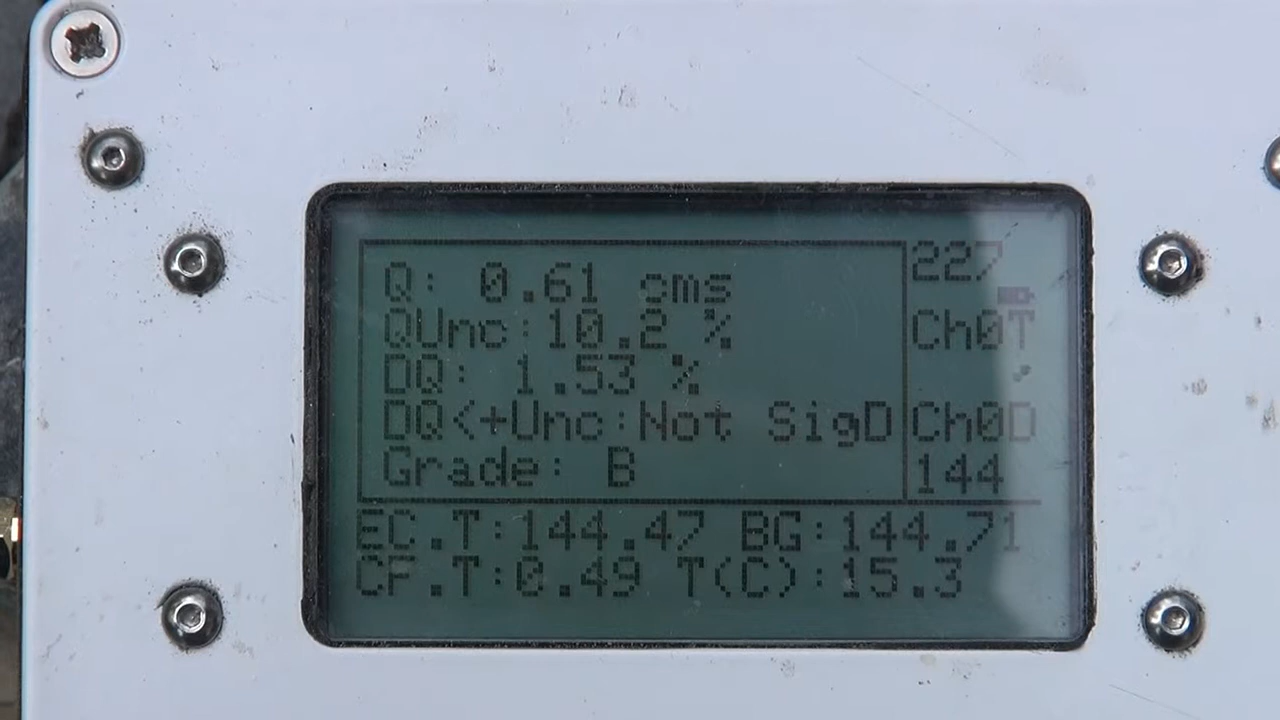 Q: 0.61 cms
QUnc:10.2 %
DQ: 1.53 %
DQ<+Unc:Not SigD
Grade: B
227
Ch0T
Ch0D
144
EC.T:144.47 BG:144.71
CF.T:0.49 T(C):15.3